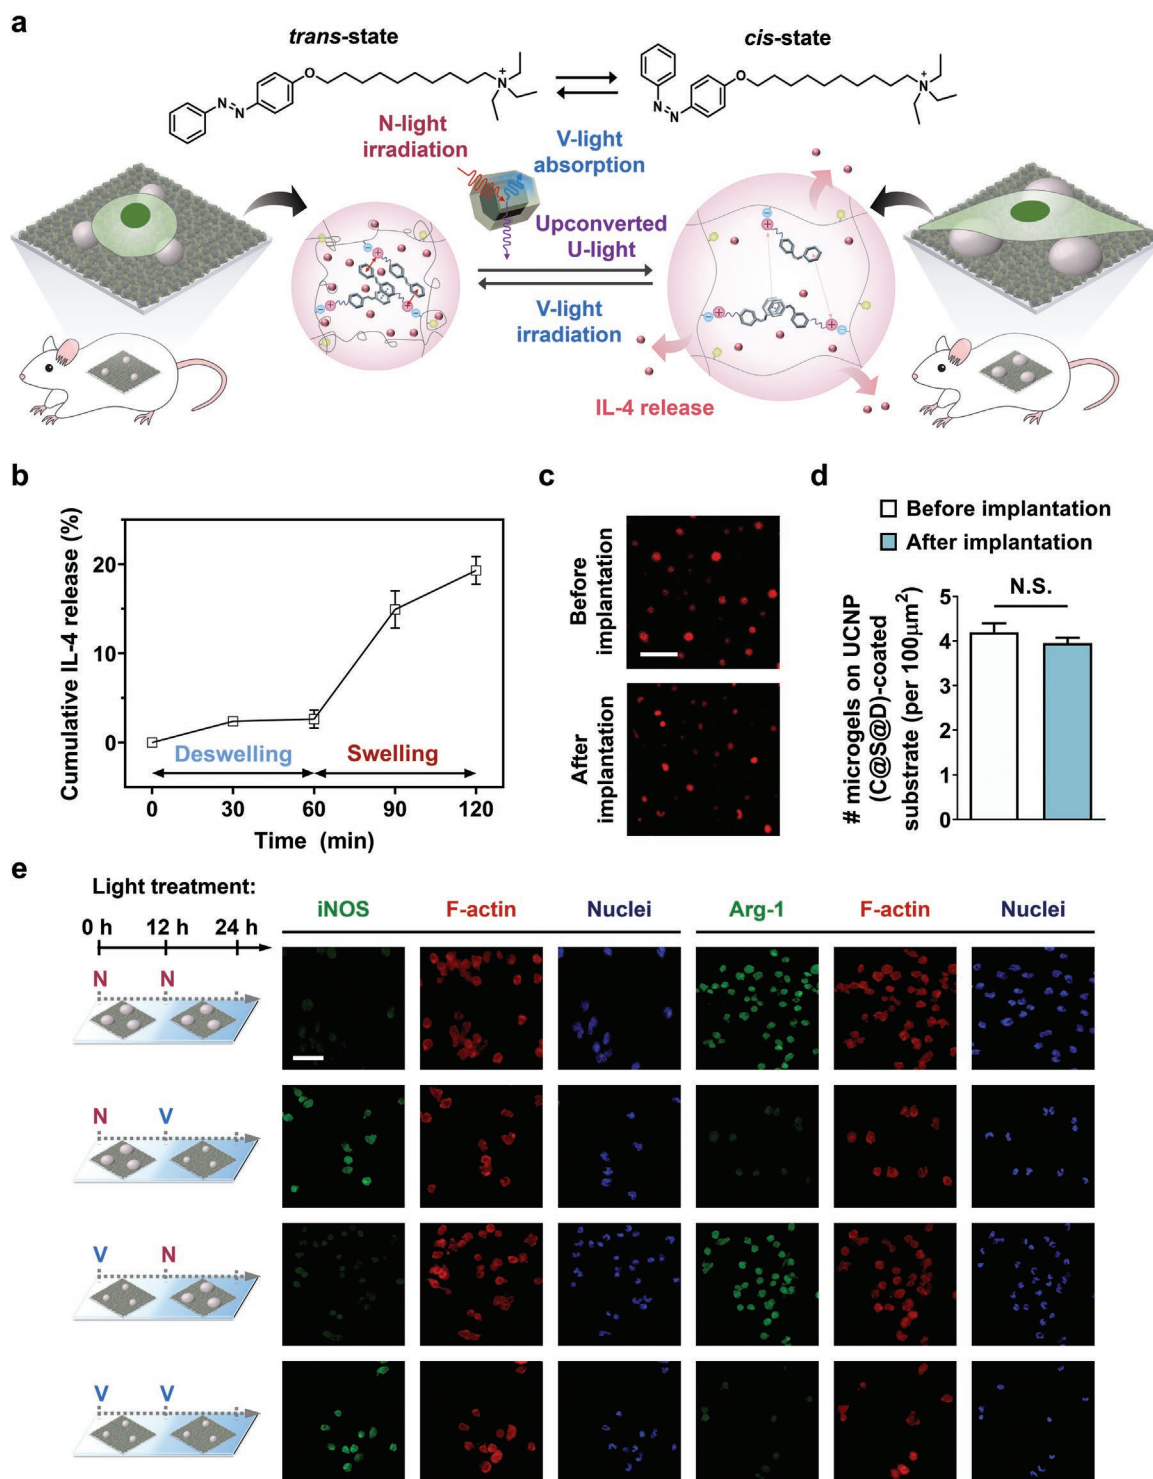 a
trans-state
cis-state
O
N
N
N
+
O
N
N
N
+
N-light
irradiation
V-light
absorption
Upconverted
U-light
V-light
irradiation
IL-4 release
b
Cumulative IL-4 release (%)
20
10
0
Deswelling
Swelling
0 30 60 90 120
Time (min)
c
Before
implantation
After
implantation
d
Before implantation
After implantation
# microgels on UCNP
(C@S@D)-coated
substrate (per 100μm²)
N.S.
5
4
3
2
1
0
e
Light treatment:
0 h 12 h 24 h
iNOS F-actin Nuclei Arg-1 F-actin Nuclei
N N
N V
V N
V V